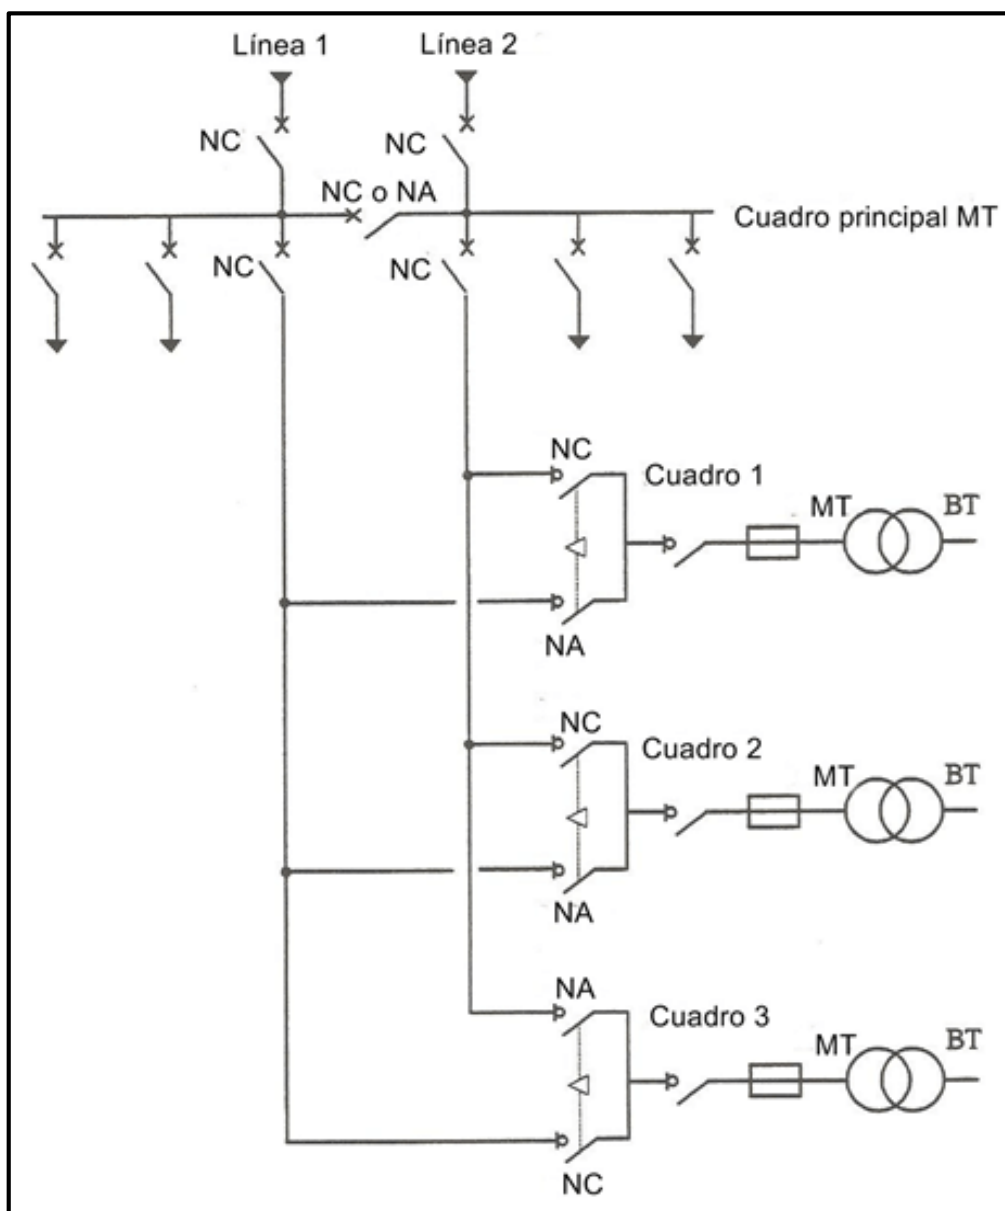 Línea 1
Línea 2
NC
NC
NC o NA
Cuadro principal MT
NC
NC
NC
Cuadro 1
MT
BT
NA
NC
Cuadro 2
MT
BT
NA
NA
Cuadro 3
MT
BT
NC